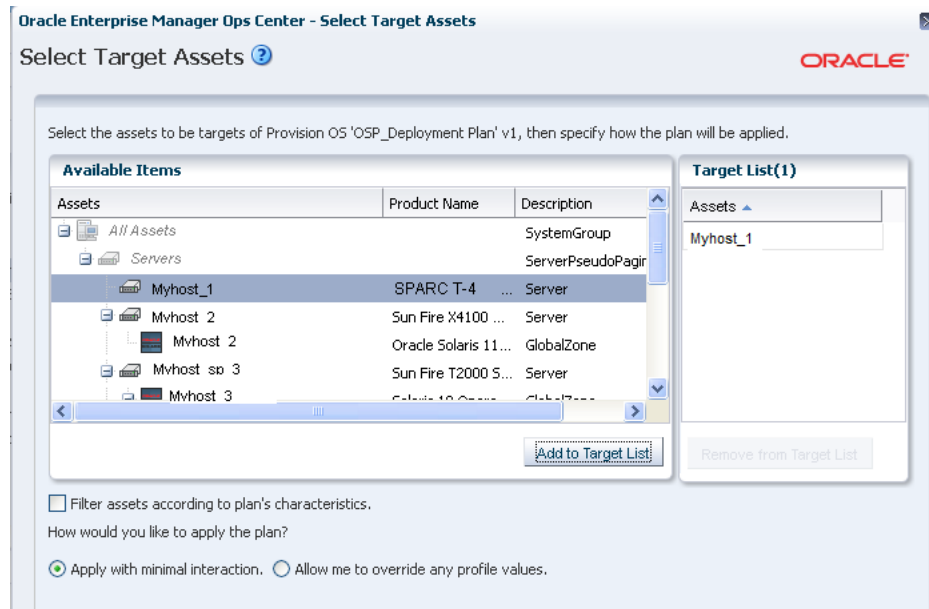 Oracle Enterprise Manager Ops Center - Select Target Assets
Select Target Assets ?
ORACLE
Select the assets to be targets of Provision OS 'OSP_Deployment Plan' v1, then specify how the plan will be applied.
Available Items
Target List(1)
Assets Product Name Description
Assets
All Assets SystemGroup
Myhost_1
Servers ServerPseudoPagin
Myhost_1 SPARC T-4 ... Server
Myhost 2 Sun Fire X4100 ... Server
Myhost 2 Oracle Solaris 11... GlobalZone
Myhost sp 3 Sun Fire T2000 S... Server
Myhost 3
Add to Target List
Remove from Target List
Filter assets according to plan's characteristics.
How would you like to apply the plan?
Apply with minimal interaction. Allow me to override any profile values.